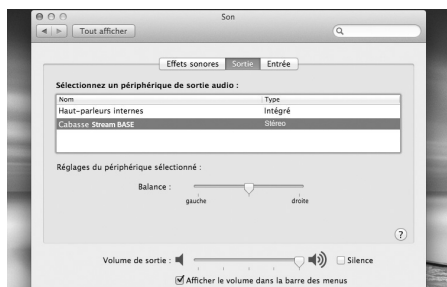 Son
Tout afficher
Effets sonores Sortie Entrée
Sélectionnez un périphérique de sortie audio :
Nom Type
Haut-parleurs internes Intégré
Cabasse Stream BASE Stéreo
Réglages du périphérique sélectionné :
Balance :
gauche droite
?
Volume de sortie : Silence
Afficher le volume dans la barre des menus